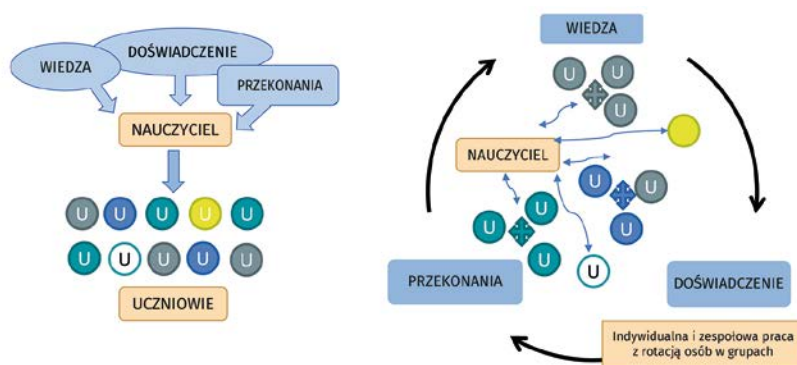 WIEDZA
DOŚWIADCZENIE
PRZEKONANIA
NAUCZYCIEL
U U U U U
U U U U U
UCZNIOWIE
WIEDZA
U U
U
NAUCZYCIEL
U U
U
U U
U
U
PRZEKONANIA
DOŚWIADCZENIE
Indywidualna i zespołowa praca
z rotacją osób w grupach